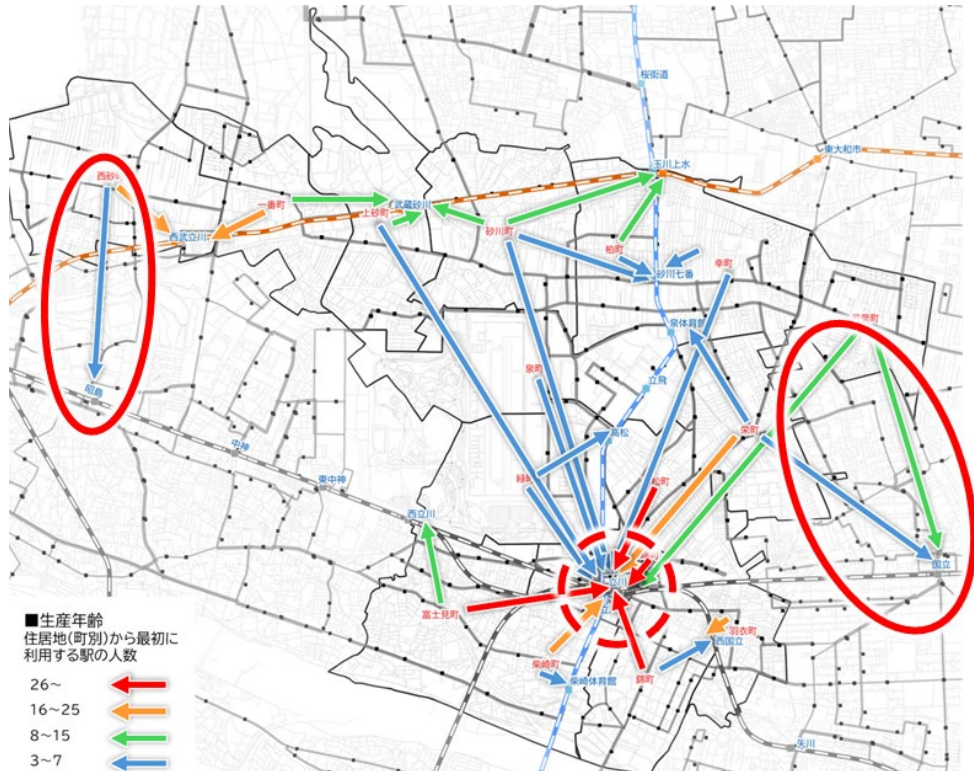 桜街道
玉川上水
東大和市
西砂町
一番町
武蔵砂川
上砂町
西武立川
砂川町
柏町
砂川七番
幸町
泉体育館
泉町
立飛
昭島
栄町
高松
中神
東中神
西立川
国立
立川
富士見町
羽衣町
西国立
柴崎町
柴崎体育館
錦町
矢川
■生産年齢
住居地(町別)から最初に
利用する駅の人数
26～
16～25
8～15
3～7